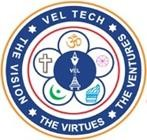 VEL TECH
THE VISION
THE VENTURES
THE VIRTUES
VEL